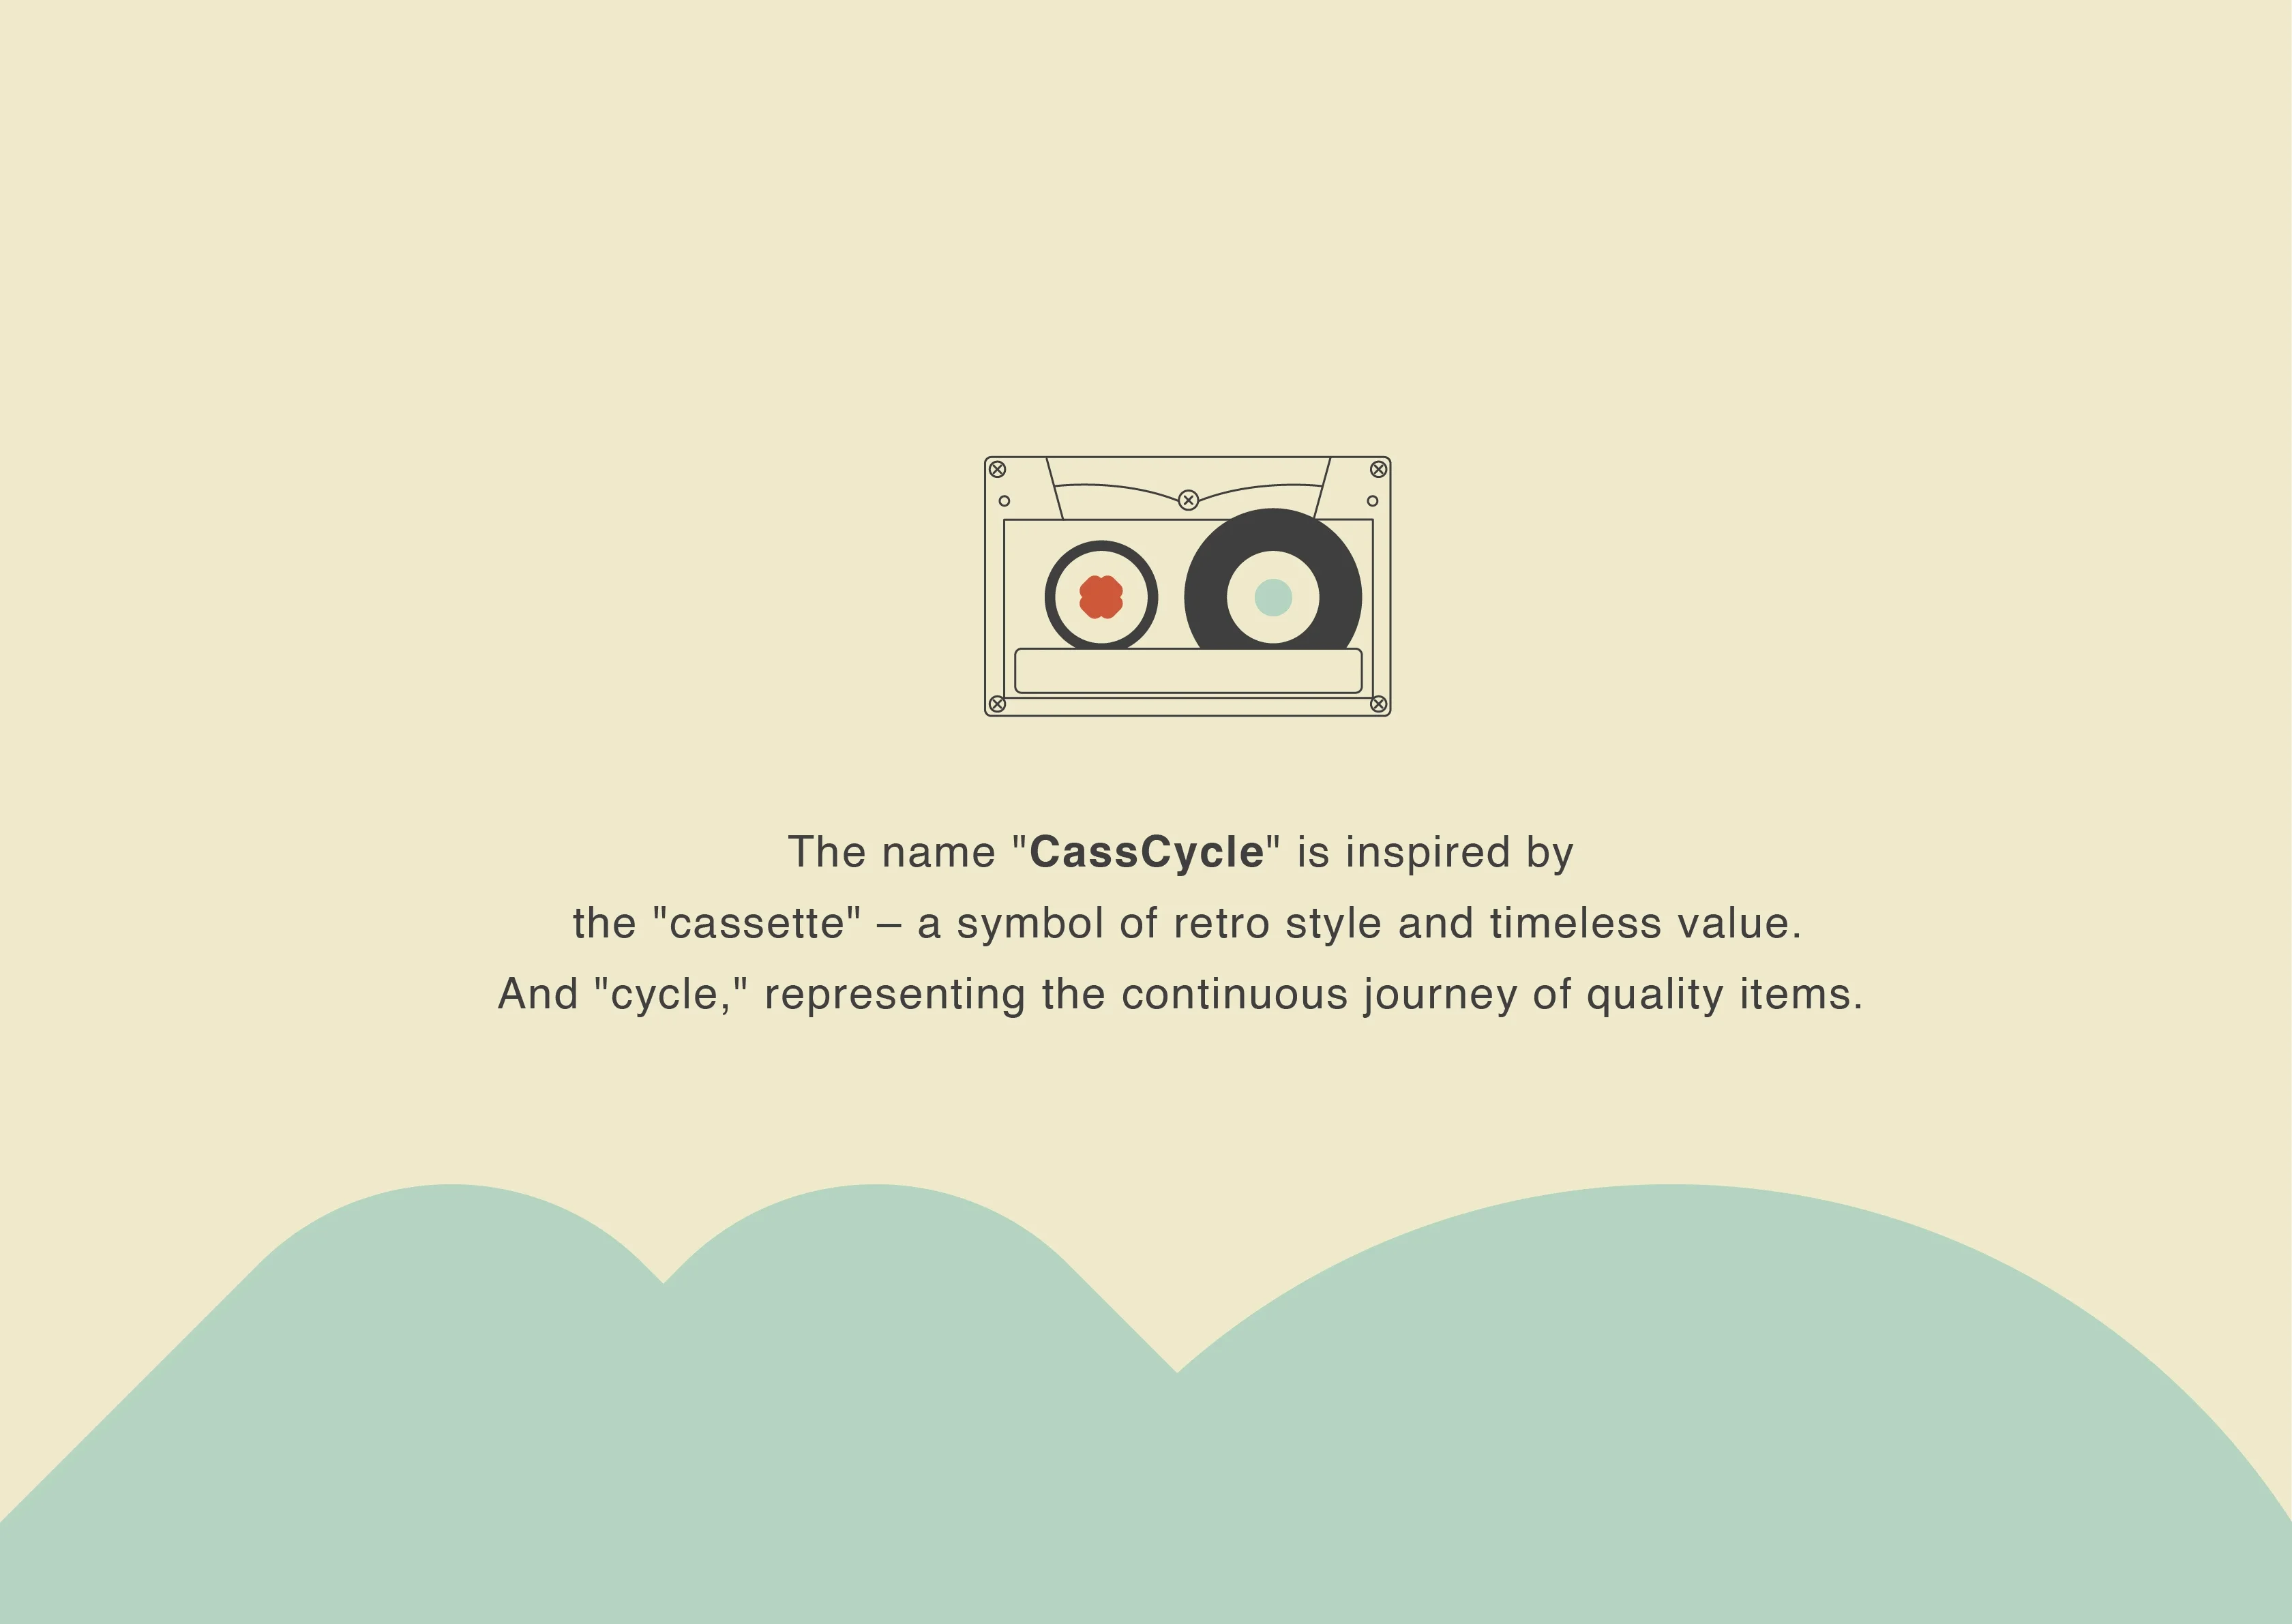 The name "CassCycle" is inspired by
the "cassette" – a symbol of retro style and timeless value.
And "cycle," representing the continuous journey of quality items.